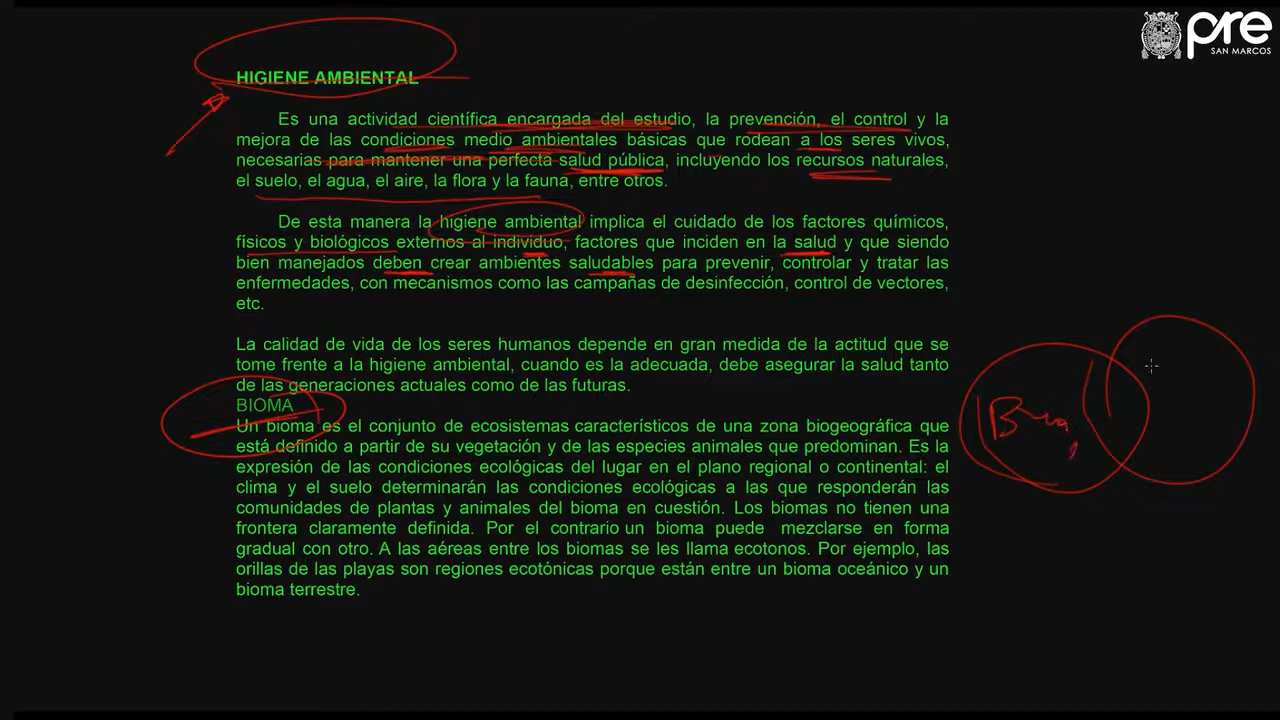 pre
SAN MARCOS
HIGIENE AMBIENTAL
Es una actividad científica encargada del estudio, la prevención, el control y la
mejora de las condiciones medio ambientales básicas que rodean a los seres vivos,
necesarias para mantener una perfecta salud pública, incluyendo los recursos naturales,
el suelo, el agua, el aire, la flora y la fauna, entre otros.
De esta manera la higiene ambiental implica el cuidado de los factores químicos,
físicos y biológicos externos al individuo, factores que inciden en la salud y que siendo
bien manejados deben crear ambientes saludables para prevenir, controlar y tratar las
enfermedades, con mecanismos como las campañas de desinfección, control de vectores,
etc.
La calidad de vida de los seres humanos depende en gran medida de la actitud que se
tome frente a la higiene ambiental, cuando es la adecuada, debe asegurar la salud tanto
de las generaciones actuales como de las futuras.
BIOMA
Un bioma es el conjunto de ecosistemas característicos de una zona biogeográfica que
está definido a partir de su vegetación y de las especies animales que predominan. Es la
expresión de las condiciones ecológicas del lugar en el plano regional o continental: el
clima y el suelo determinarán las condiciones ecológicas a las que responderán las
comunidades de plantas y animales del bioma en cuestión. Los biomas no tienen una
frontera claramente definida. Por el contrario un bioma puede mezclarse en forma
gradual con otro. A las aéreas entre los biomas se les llama ecotonos. Por ejemplo, las
orillas de las playas son regiones ecotónicas porque están entre un bioma oceánico y un
bioma terrestre.